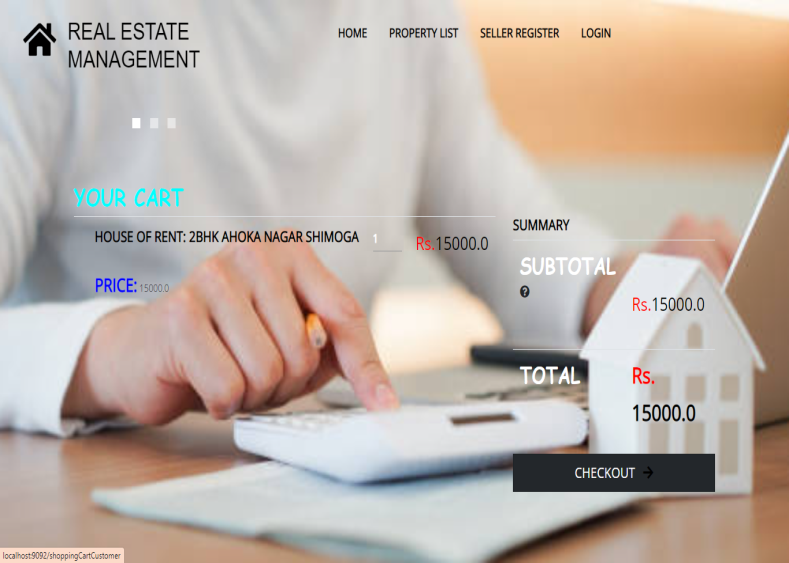 REAL ESTATE
MANAGEMENT
HOME PROPERTY LIST SELLER REGISTER LOGIN
YOUR CART
HOUSE OF RENT: 2BHK AHOKA NAGAR SHIMOGA 1 Rs.15000.0
PRICE: 15000.0
SUMMARY
SUBTOTAL
?
Rs.15000.0
TOTAL Rs.
15000.0
CHECKOUT →
localhost:9092/shoppingCartCustomer